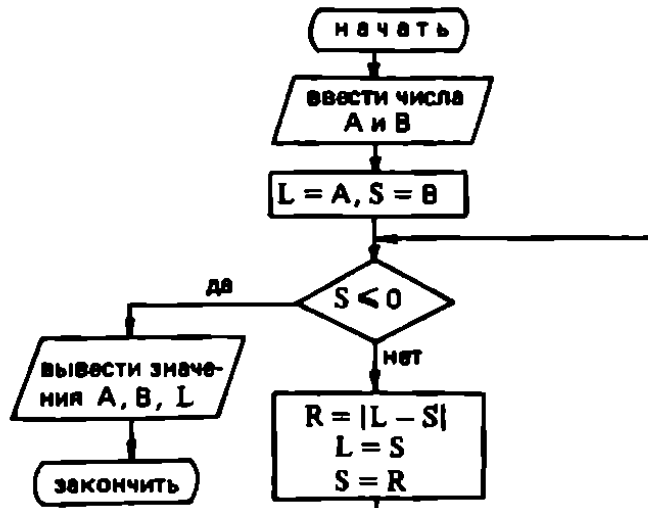 начать
ввести числа
А и В
L = A, S = B
S ⩽ 0
да
нет
вывести значе-
ния A, B, L
R = |L – S|
L = S
S = R
закончить